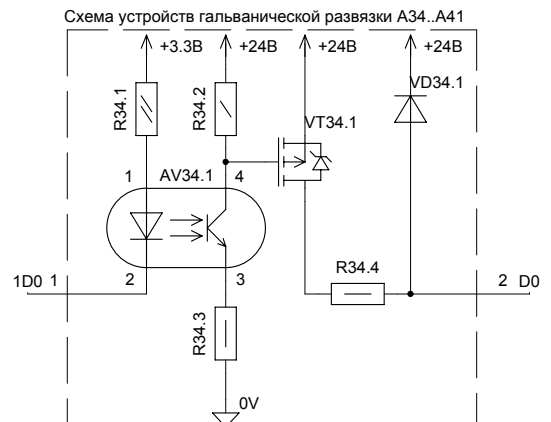 Схема устройств гальванической развязки А34..А41
+3.3В
+24В
+24В
+24В
R34.1
R34.2
VT34.1
VD34.1
1
AV34.1
4
1D0
1
2
3
R34.4
2
D0
R34.3
0V